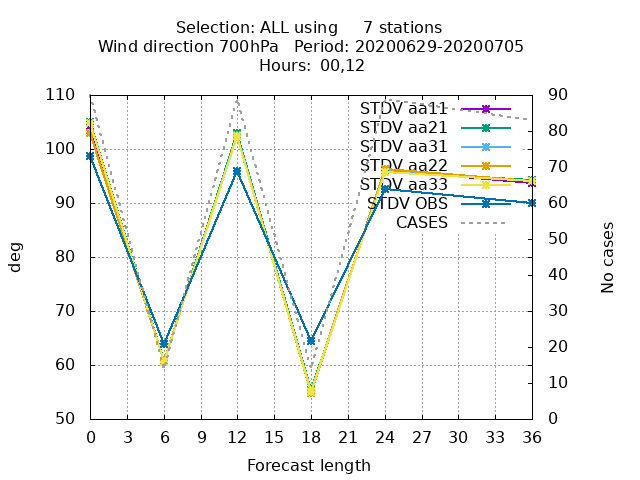 Selection: ALL using 7 stations
Wind direction 700hPa Period: 20200629-20200705
Hours: 00,12
110
100
90
80
70
60
50
deg
90
80
70
60
50
40
30
20
10
0
No cases
STDV aa11
STDV aa21
STDV aa31
STDV aa22
STDV aa33
STDV OBS
CASES
0 3 6 9 12 15 18 21 24 27 30 33 36
Forecast length